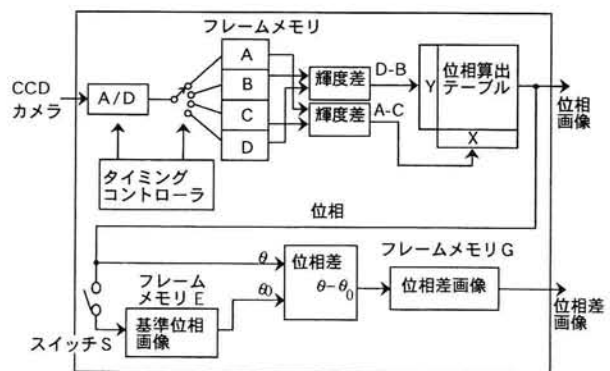 フレームメモリ
CCD
カメラ
A/D
A
B
C
D
輝度差
輝度差
D-B
A-C
Y
位相算出
テーブル
X
位相
画像
タイミング
コントローラ
位相
フレーム
メモリE
θ
θ0
位相差
θ-θ0
フレームメモリG
位相差画像
位相差
画像
スイッチS
基準位相
画像